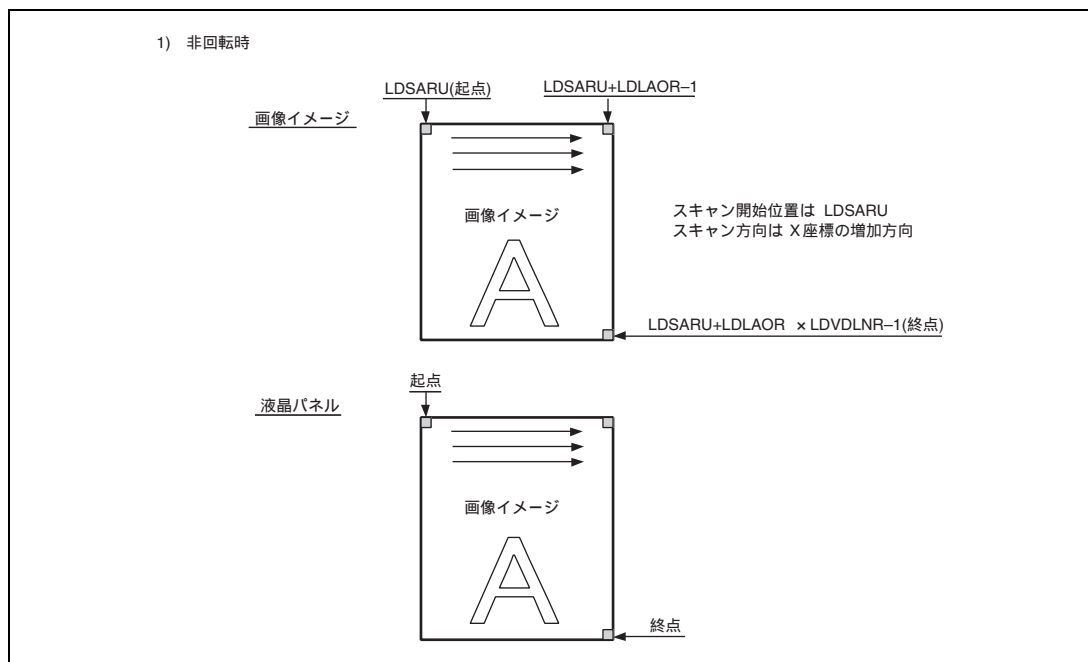 1) 非回転時
LDSARU(起点)
LDSARU+LDLAOR–1
画像イメージ
画像イメージ
スキャン開始位置は LDSARU
スキャン方向は X座標の増加方向
A
LDSARU+LDLAOR ×LDVDLNR–1(終点)
起点
液晶パネル
画像イメージ
A
終点